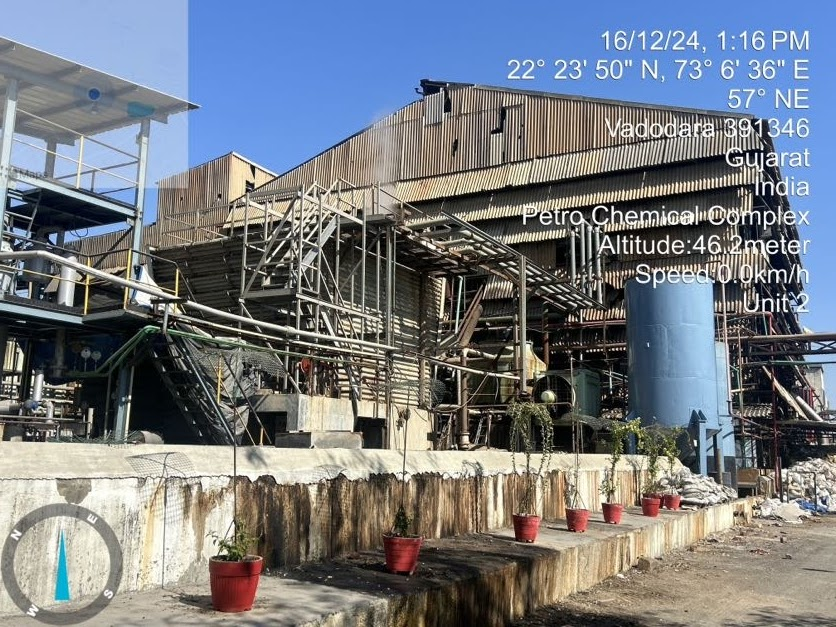 16/12/24, 1:16 PM
22° 23' 50" N, 73° 6' 36" E
57° NE
Vadodara 391346
Gujarat
India
Petro Chemical Complex
Altitude:46.2meter
Speed:0.0km/h
Unit 2
Maps
N
E
W
S